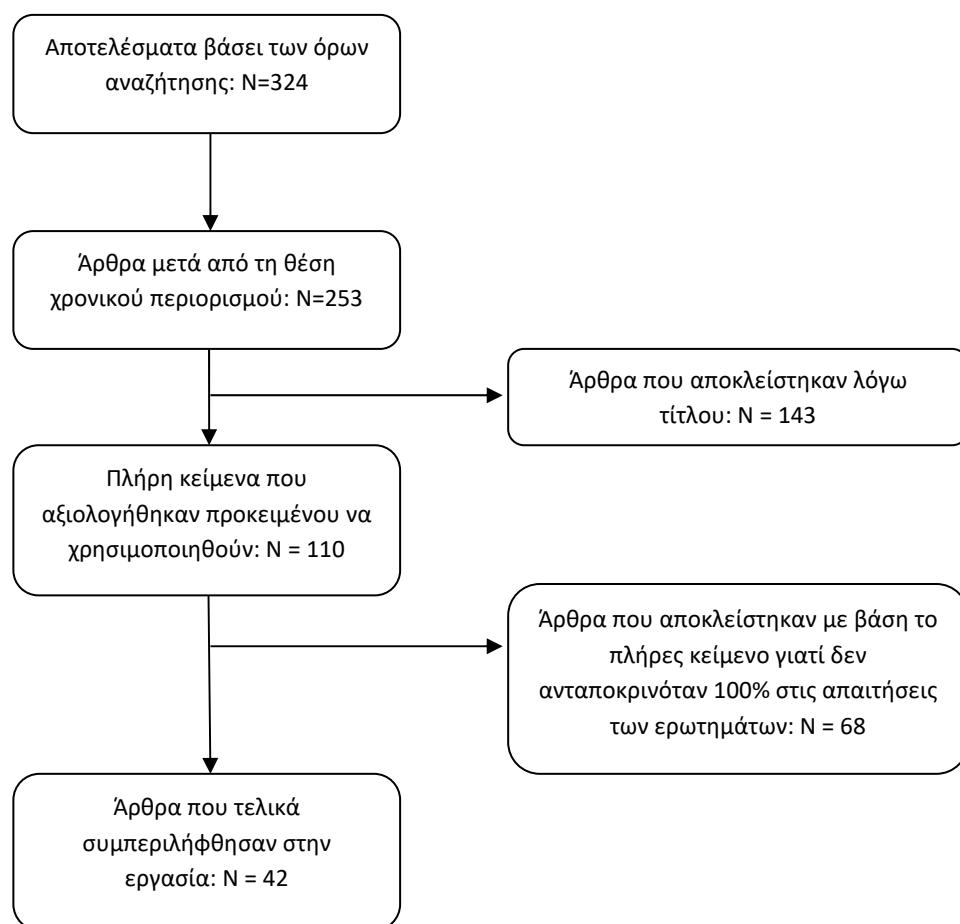 Αποτελέσματα βάσει των όρων
αναζήτησης: N=324
Άρθρα μετά από τη θέση
χρονικού περιορισμού: N=253
Άρθρα που αποκλείστηκαν λόγω
τίτλου: N = 143
Πλήρη κείμενα που
αξιολογήθηκαν προκειμένου να
χρησιμοποιηθούν: N = 110
Άρθρα που αποκλείστηκαν με βάση το
πλήρες κείμενο γιατί δεν
ανταποκρινόταν 100% στις απαιτήσεις
των ερωτημάτων: N = 68
Άρθρα που τελικά
συμπεριλήφθησαν στην
εργασία: N = 42